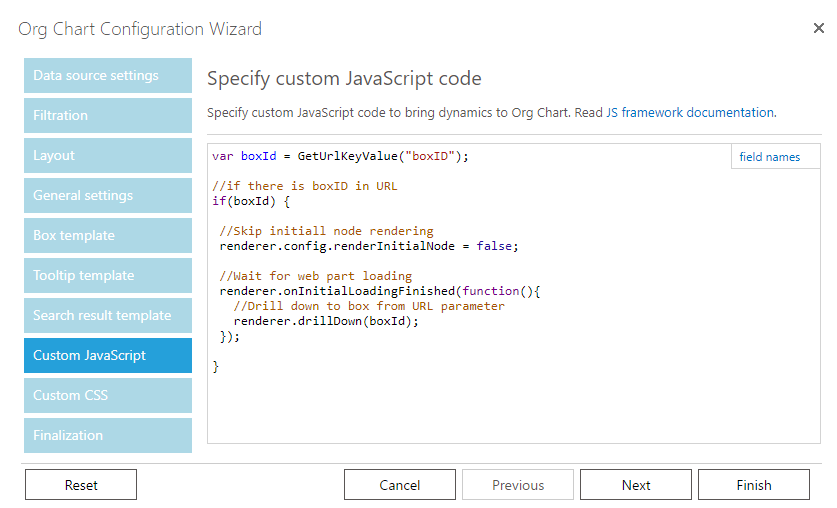 Org Chart Configuration Wizard
Data source settings
Filtration
Layout
General settings
Box template
Tooltip template
Search result template
Custom JavaScript
Custom CSS
Finalization
Specify custom JavaScript code
Specify custom JavaScript code to bring dynamics to Org Chart. Read JS framework documentation.
field names
var boxId = GetUrlKeyValue("boxID");
//if there is boxID in URL
if(boxId) {
//Skip initiall node rendering
renderer.config.renderInitialNode = false;
//Wait for web part loading
renderer.onInitialLoadingFinished(function(){
//Drill down to box from URL parameter
renderer.drillDown(boxId);
});
}
Reset
Cancel
Previous
Next
Finish